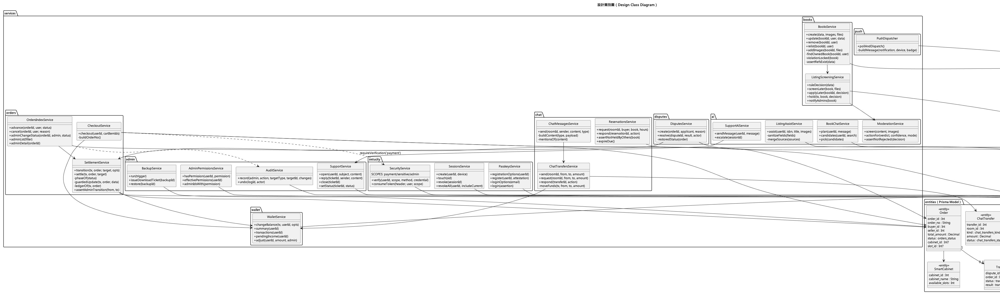 設計類別圖 ( Design Class Diagram )
services
books
BooksService
+create(data, images, files)
+update(bookId, user, data)
+remove(bookId, user)
+relist(bookId, user)
+addImages(bookId, files)
-findOwnedBook(bookId, user)
-violationLocked(book)
-assertRefsExist(data)
ListingScreeningService
+ruleDecision(data)
+screenLater(book, files)
+applyLater(bookId, decision)
+hold(tx, book, decision)
+notifyAdmins(book)
push
PushDispatcher
+pollAndDispatch()
-buildMessage(notification, device, badge)
orders
OrdersIndexService
+advance(orderId, user, status)
+cancel(orderId, user, reason)
+adminChangeStatus(orderId, admin, status)
+adminList(filter)
+adminDetail(orderId)
CheckoutService
+checkout(userId, cartItemIds)
-buildOrderNo()
SettlementService
+transition(tx, order, target, opts)
+settle(tx, order, target)
-phaseOf(status)
-guardedUpdate(tx, order, data)
-ledgerOf(tx, order)
+assertAdminTransition(from, to)
chat
ChatMessagesService
+send(roomId, sender, content, type)
-buildContent(type, payload)
-mentionsOf(content)
ReservationsService
+request(roomId, buyer, book, hours)
+respond(reservationId, action)
+assertNotHeldByOthers(book)
+expireDue()
ChatTransfersService
+send(roomId, from, to, amount)
+request(roomId, from, to, amount)
+respond(transferId, action)
-moveFunds(tx, from, to, amount)
disputes
DisputesService
+create(orderId, applicant, reason)
+resolve(disputeId, result, actor)
-restoredStatus(order)
ai
SupportAiService
+sendMessage(userId, message)
+escalate(sessionId)
ListingAssistService
+assist(userId, isbn, title, images)
-sanitizeFields(fields)
-mergeSources(sources)
BookChatService
+plan(userId, message)
+candidates(userId, search)
+pick(candidates)
ModerationService
+screen(content, images)
+actionFor(verdict, confidence, mode)
+assertNotRejected(decision)
requireVerification('payment')
admin
BackupService
+run(trigger)
+issueDownloadTicket(backupId)
+restore(backupId)
AdminPermissionsService
+hasPermission(userId, permission)
+effectivePermissions(userId)
+adminIdsWith(permission)
AuditService
+record(admin, action, targetType, targetId, changes)
+undo(logId, actor)
SupportService
+open(userId, subject, content)
+reply(ticketId, sender, content)
+close(ticketId)
+setStatus(ticketId, status)
security
SecurityService
SCOPES: payment/sensitive/admin
+verify(userId, scope, method, credential)
+consumeToken(header, user, scope)
SessionsService
+create(userId, device)
+touch(sid)
+revoke(sessionId)
+revokeAll(userId, includeCurrent)
PasskeysService
+registrationOptions(userId)
+register(userId, attestation)
+loginOptions(email)
+login(assertion)
wallet
WalletService
+changeBalance(tx, userId, opts)
+summary(userId)
+transactions(userId)
+pendingIncome(userId)
+adjust(userId, amount, admin)
entities ( Prisma Model )
«entity»
Order
order_id : Int
order_no : String
buyer_id : Int
seller_id : Int
total_amount : Decimal
status : orders_status
cabinet_id : Int?
slot_id : Int?
«entity»
ChatTransfer
transfer_id : Int
room_id : Int
kind : chat_transfers_kind
amount : Decimal
status : chat_transfers_sta
1
«entity»
SmartCabinet
cabinet_id : Int
cabinet_name : String
available_slots : Int
Tra
dispute_id
order_id :
status : tra
result : tran